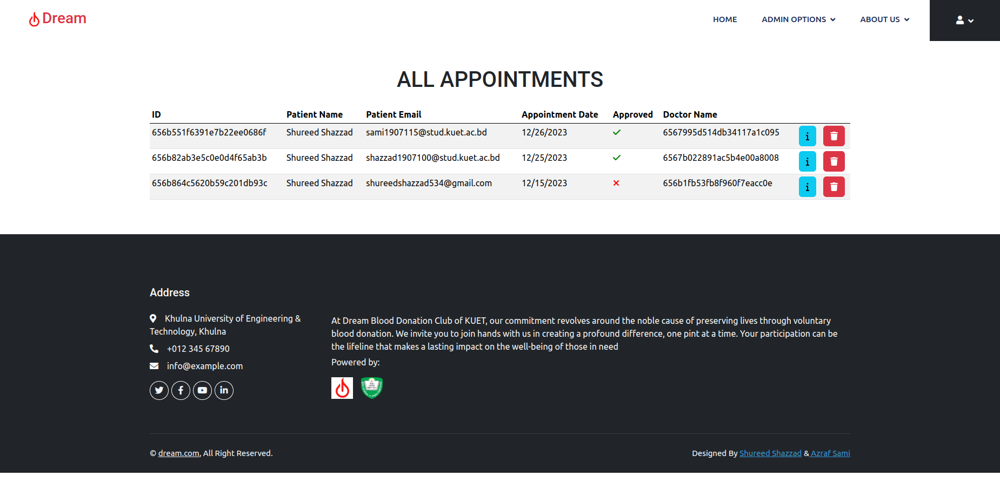 Dream
HOME ADMIN OPTIONS ABOUT US
ALL APPOINTMENTS
ID Patient Name Patient Email Appointment Date Approved Doctor Name
656b551f6391e7b22ee0686f Shureed Shazzad sami1907115@stud.kuet.ac.bd 12/26/2023 6567995d514db34117a1c095
656b82ab3e5c0e0d4f65ab3b Shureed Shazzad shazzad1907100@stud.kuet.ac.bd 12/25/2023 6567b022891ac5b4e00a8008
656b864c5620b59c201db93c Shureed Shazzad shureedshazzad534@gmail.com 12/15/2023 656b1fb53fb8f960f7eacc0e
Address
Khulna University of Engineering &
Technology, Khulna
+012 345 67890
info@example.com
At Dream Blood Donation Club of KUET, our commitment revolves around the noble cause of preserving lives through voluntary
blood donation. We invite you to join hands with us in creating a profound difference, one pint at a time. Your participation can be
the lifeline that makes a lasting impact on the well-being of those in need
Powered by:
© dream.com, All Right Reserved.
Designed By Shureed Shazzad & Azraf Sami